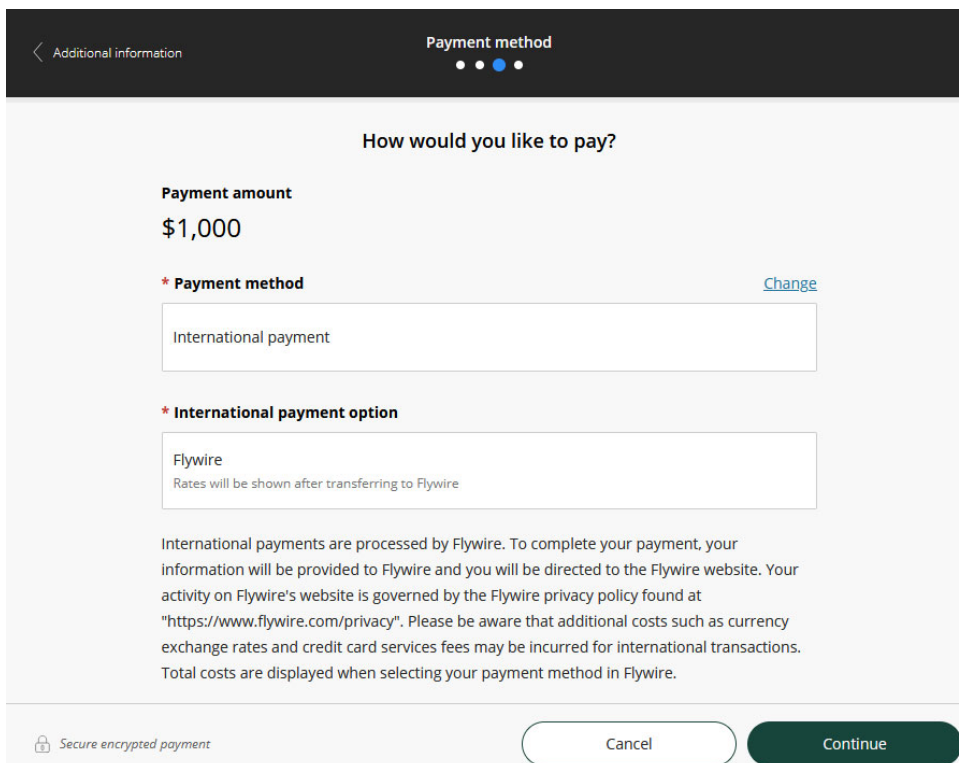 Additional information
Payment method
How would you like to pay?
Payment amount
$1,000
* Payment method
Change
International payment
* International payment option
Flywire
Rates will be shown after transferring to Flywire
International payments are processed by Flywire. To complete your payment, your
information will be provided to Flywire and you will be directed to the Flywire website. Your
activity on Flywire's website is governed by the Flywire privacy policy found at
"https://www.flywire.com/privacy". Please be aware that additional costs such as currency
exchange rates and credit card services fees may be incurred for international transactions.
Total costs are displayed when selecting your payment method in Flywire.
Secure encrypted payment
Cancel
Continue